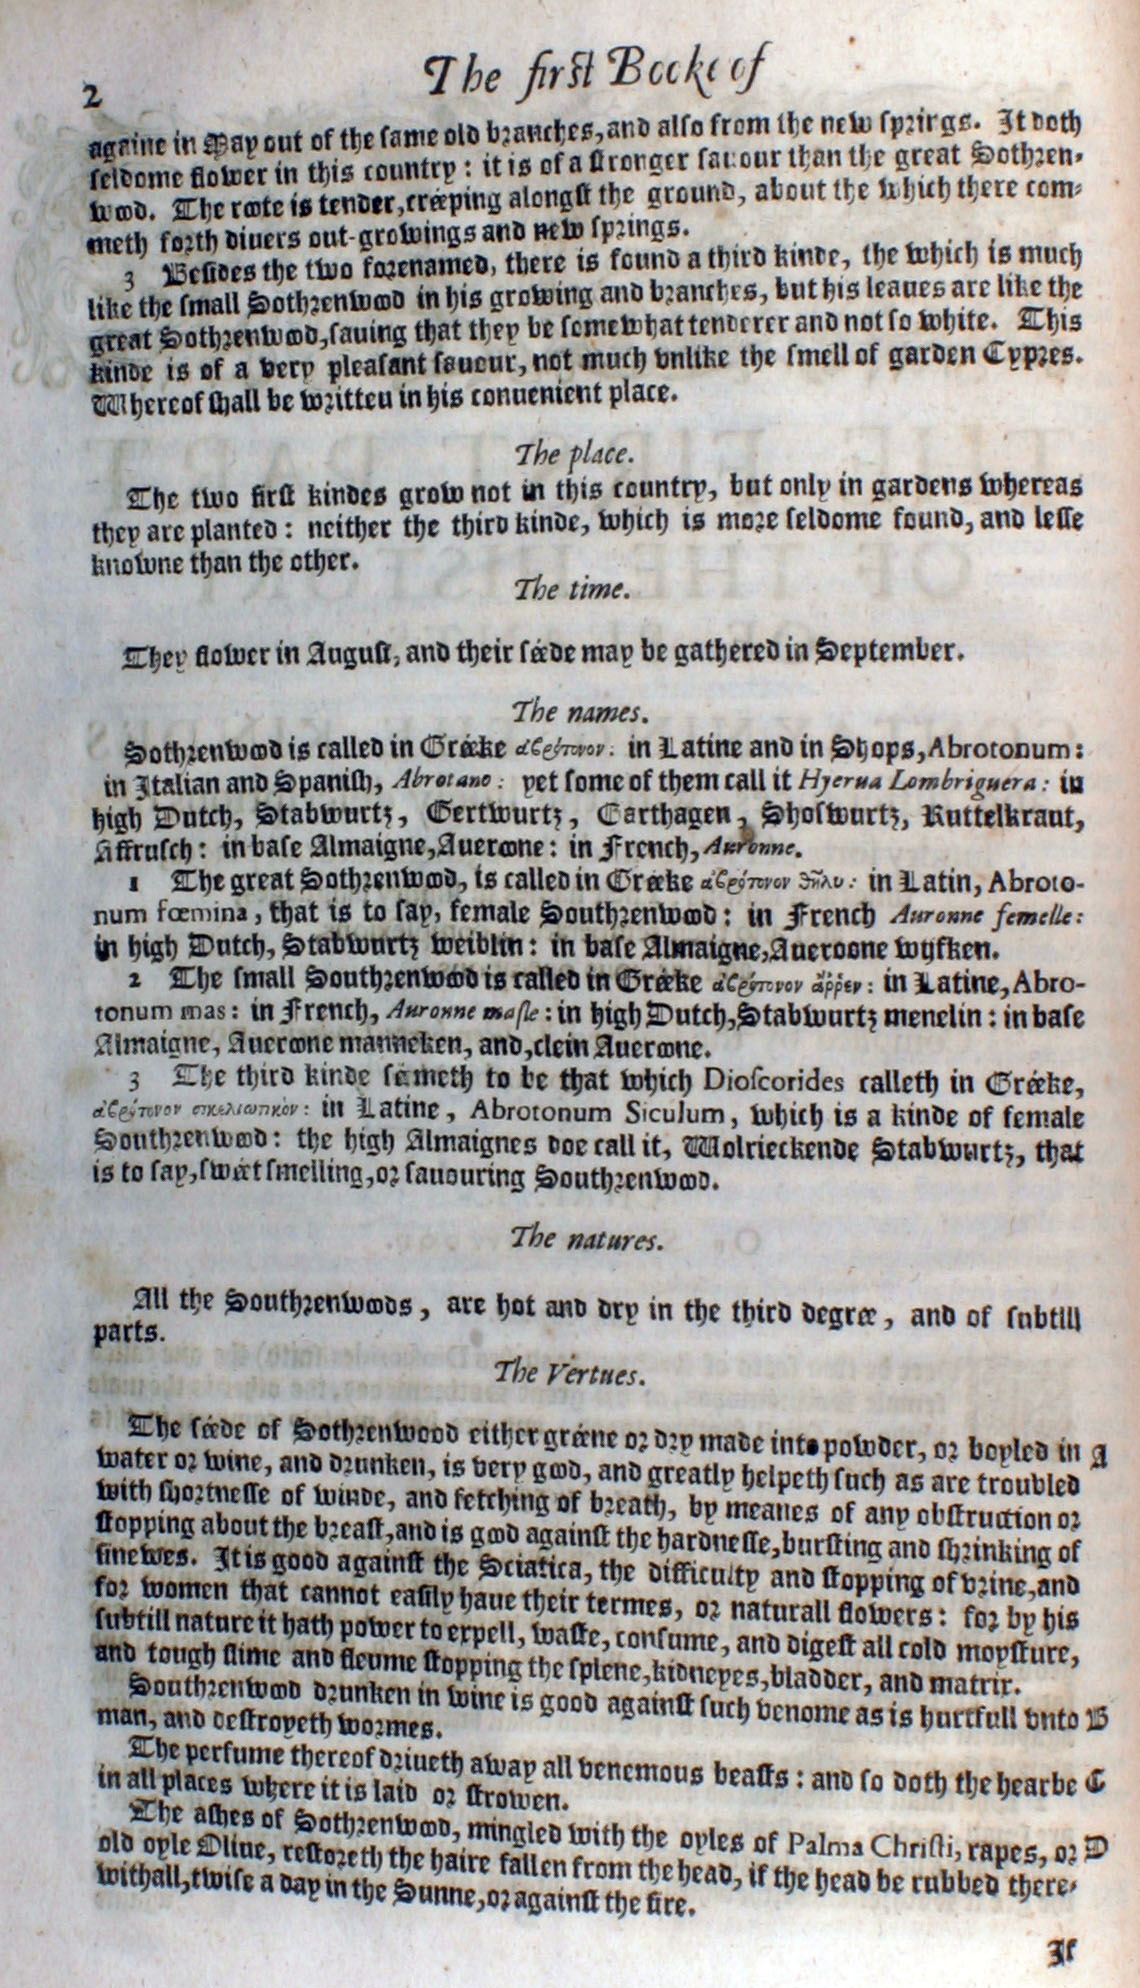 2 The first Booke of
againe in May out of the same old branches, and also from the new springs. It doth
seldome flower in this country: it is of a stronger sauour than the great Sothren-
wood. The roote is tender, créeping alongst the ground, about the which there com-
meth forth diuers out-growings and new springs.
3 Besides the two forenamed, there is found a third kinde, the which is much
like the small Sothrenwood in his growing and branches, but his leaues are like the
great Sothrenwood, sauing that they be somewhat tenderer and not so white. This
kinde is of a very pleasant sauour, not much vnlike the smell of garden Cypres.
Whereof shall be written in his conuenient place.
The place.
The two first kindes grow not in this country, but only in gardens whereas
they are planted: neither the third kinde, which is more seldome found, and lesse
knowne than the other.
The time.
They flower in August, and their séede may be gathered in September.
The names.
Sothrenwood is called in Gréeke ἀβρότονον: in Latine and in Shops, Abrotonum:
in Italian and Spanish, Abrotano: yet some of them call it Hyerua Lombriguera: in
high Dutch, Stabwurtz, Gertwurtz, Carthagen, Shoswurtz, Kuttelkraut,
Affrusch: in base Almaigne, Aueroone: in French, Auronne.
1 The great Sothrenwood, is called in Gréeke ἀβρότονον θῆλυ: in Latin, Abroto-
num fœmina, that is to say, female Southrenwood: in French Auronne femelle:
in high Dutch, Stabwurtz weiblin: in base Almaigne, Aueroone wijfken.
2 The small Southrenwood is called in Gréeke ἀβρότονον ἄῤῥεν: in Latine, Abro-
tonum mas: in French, Auronne masle: in high Dutch, Stabwurtz menclin: in base
Almaigne, Aueroone manneken, and, clein Aueroone.
3 The third kinde séemeth to be that which Dioscorides calleth in Gréeke,
ἀβρότονον σικελιωτικὸν: in Latine, Abrotonum Siculum, which is a kinde of female
Southrenwood: the high Almaignes doe call it, Wolrieckende Stabwurtz, that
is to say, swéet smelling, or sauouring Southrenwood.
The natures.
All the Southrenwoods, are hot and dry in the third degrée, and of subtill
parts.
The Vertues.
The séede of Sothrenwood either gréene or dry made into powder, or boyled in A
water or wine, and drunken, is very good, and greatly helpeth such as are troubled
with shortnesse of winde, and fetching of breath, by meanes of any obstruction or
stopping about the breast, and is good against the hardnesse, bursting and shrinking of
sinewes. It is good against the Sciatica, the difficulty and stopping of vrine, and
for women that cannot easily haue their termes, or naturall flowers: for by his
subtill nature it hath power to expell, waste, consume, and digest all cold moysture,
and tough slime and fleume stopping the splene, kidneyes, bladder, and matrix.
Southrenwood drunken in wine is good against such venome as is hurtfull vnto B
man, and destroyeth wormes.
The perfume thereof driueth away all venemous beasts: and so doth the hearbe C
in all places where it is laid or strowen.
The ashes of Sothrenwood, mingled with the oyles of Palma Christi, rapes, or D
old oyle Oliue, restoreth the haire fallen from the head, if the head be rubbed there-
withall, twise a day in the Sunne, or against the fire.
If